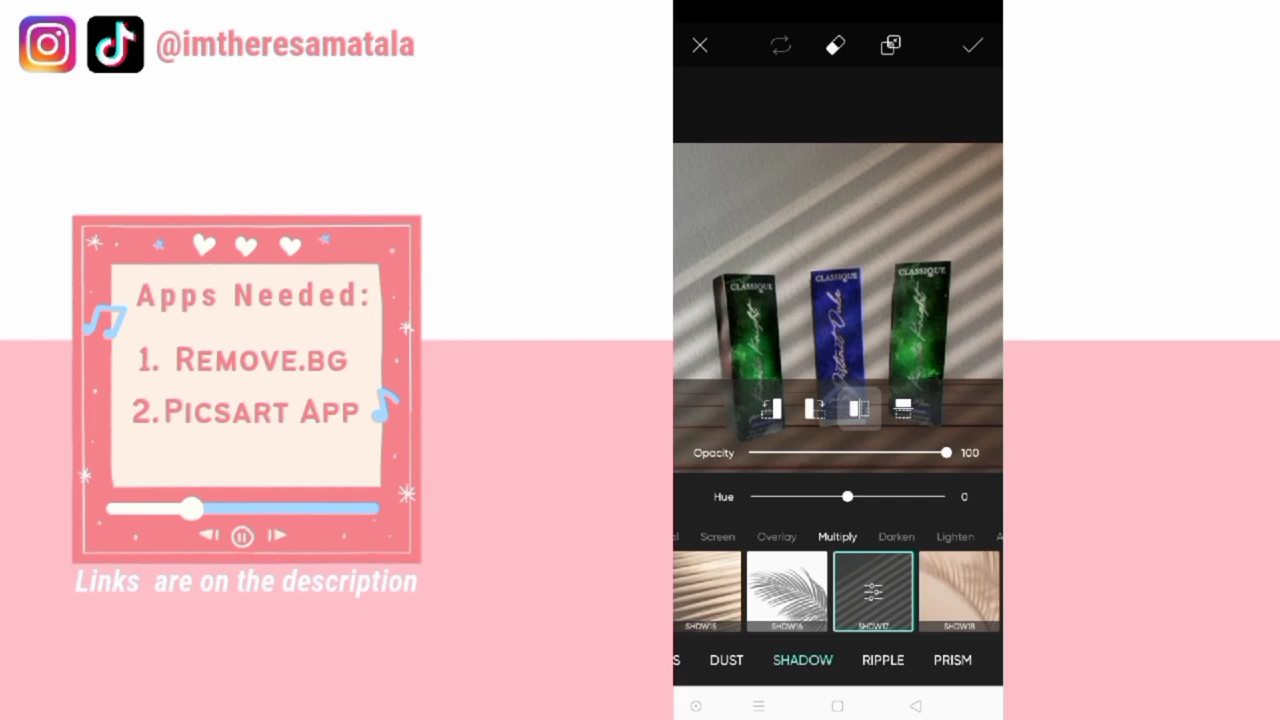 @imtheresamatala
Apps Needed:
1. REMOVE.BG
2. PICSART APP
Links are on the description
CLASSIQUE
CLASSIQUE
CLASSIQUE
Opacity 100
Hue 0
Screen Overlay Multiply Darken Lighten
SHDW15 SHDW16 SHDW17 SHDW18
S DUST SHADOW RIPPLE PRISM